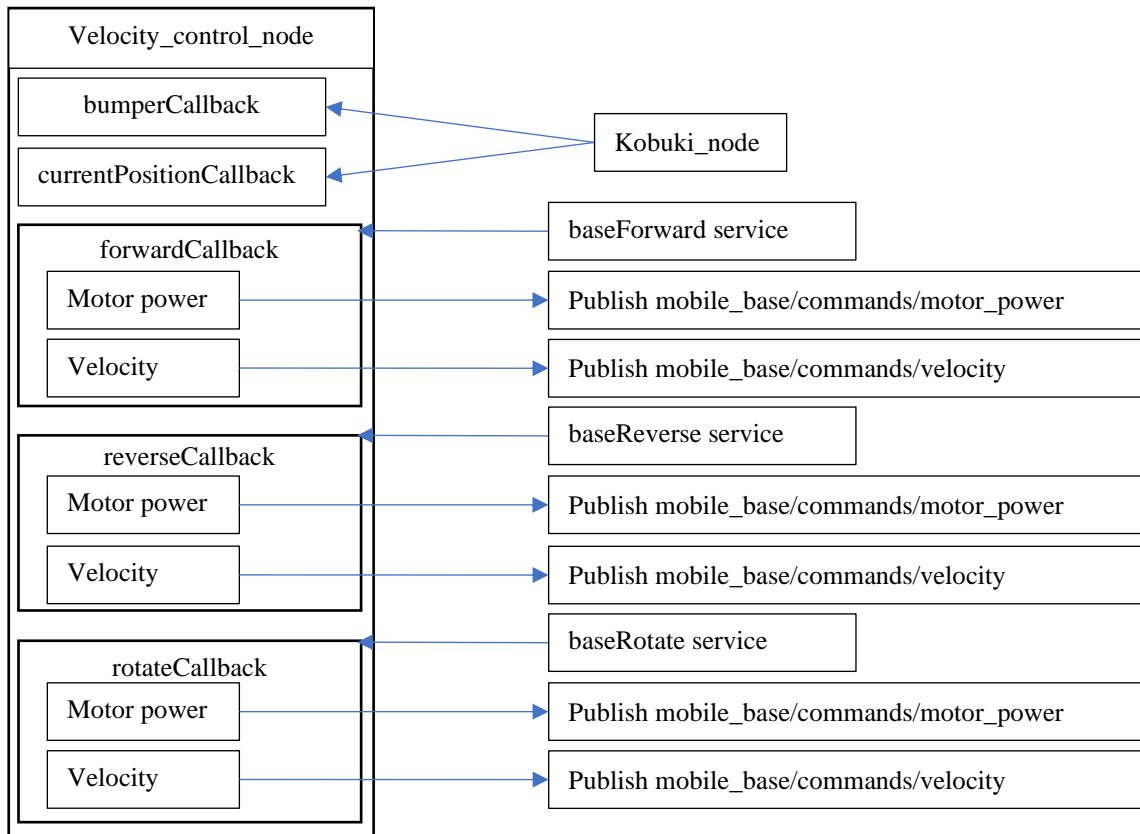 Velocity_control_node
bumperCallback
Kobuki_node
currentPositionCallback
baseForward service
forwardCallback
Motor power
Publish mobile_base/commands/motor_power
Velocity
Publish mobile_base/commands/velocity
baseReverse service
reverseCallback
Motor power
Publish mobile_base/commands/motor_power
Velocity
Publish mobile_base/commands/velocity
baseRotate service
rotateCallback
Motor power
Publish mobile_base/commands/motor_power
Velocity
Publish mobile_base/commands/velocity